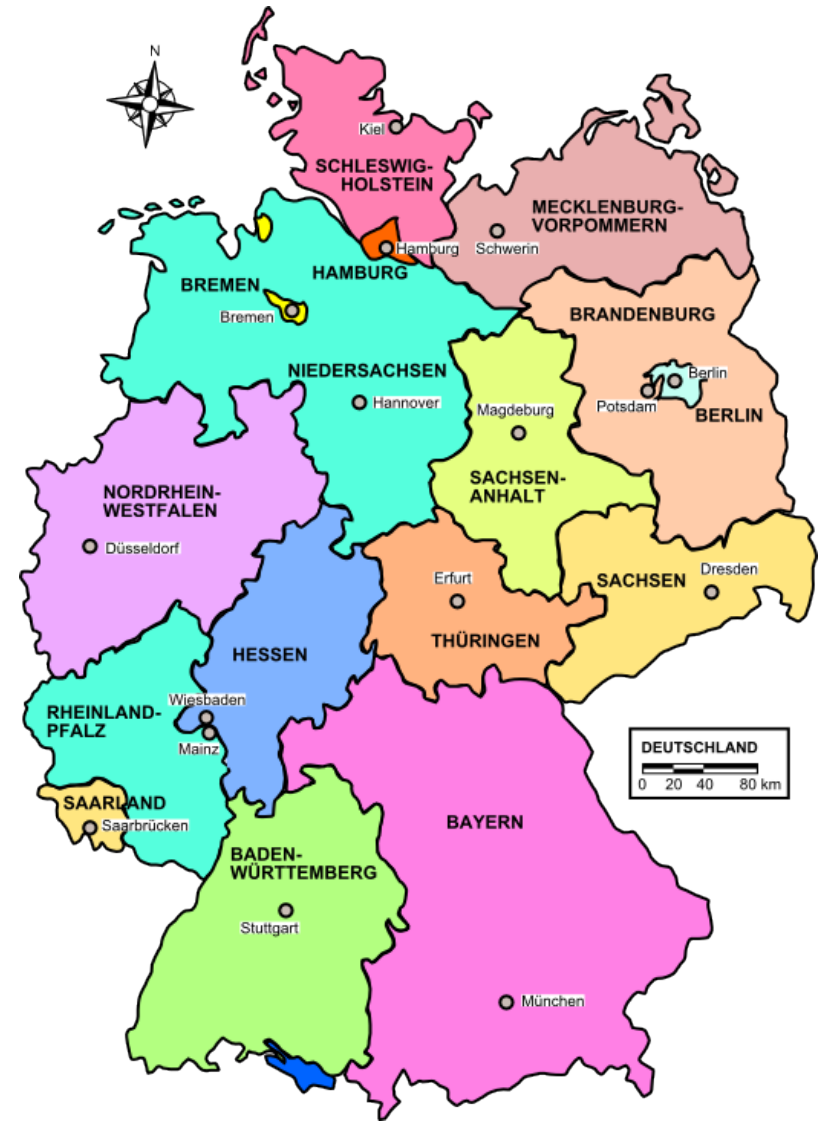 N
Kiel
SCHLESWIG-
HOLSTEIN
MECKLENBURG-
VORPOMMERN
Schwerin
Hamburg
HAMBURG
BREMEN
Bremen
BRANDENBURG
NIEDERSACHSEN
Hannover
Berlin
Potsdam
BERLIN
Magdeburg
SACHSEN-
ANHALT
NORDRHEIN-
WESTFALEN
Düsseldorf
Erfurt
THÜRINGEN
SACHSEN
Dresden
HESSEN
Wiesbaden
Mainz
RHEINLAND-
PFALZ
SAARLAND
Saarbrücken
DEUTSCHLAND
0 20 40 80 km
BAYERN
BADEN-
WÜRTTEMBERG
Stuttgart
München